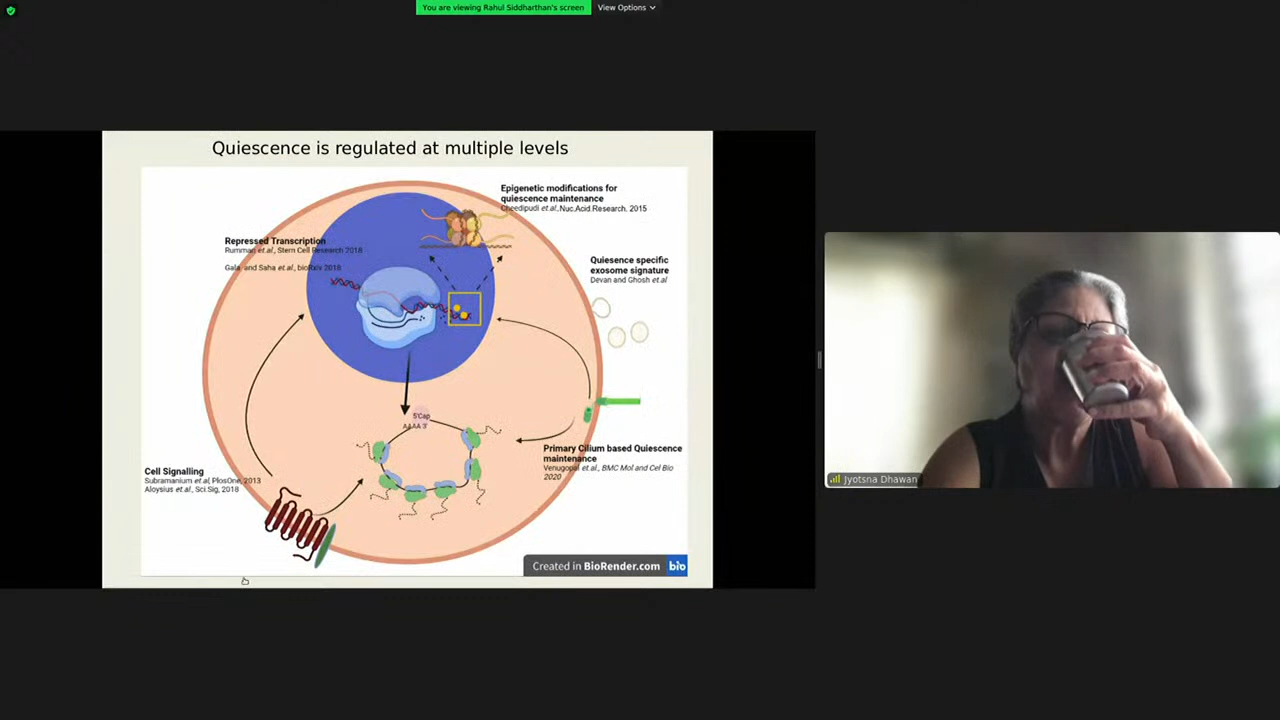 You are viewing Rahul Siddharthan's screen
View Options
Quiescence is regulated at multiple levels
Epigenetic modifications for
quiescence maintenance
Cheedipudi et al.,Nuc.Acid.Research. 2015
Repressed Transcription
Rumman et al., Stem Cell Research 2018
Gala and Saha et al., bioRxiv 2018
Quiesence specific
exosome signature
Devan and Ghosh et.al
5'Cap
AAAA 3'
Primary Cilium based Quiescence
maintenance
Venugopal et al., BMC Mol and Cel Bio
2020
Cell Signalling
Subramanium et al, PlosOne, 2013
Aloysius et al., Sci.Sig, 2018
Created in BioRender.com bio
Jyotsna Dhawan